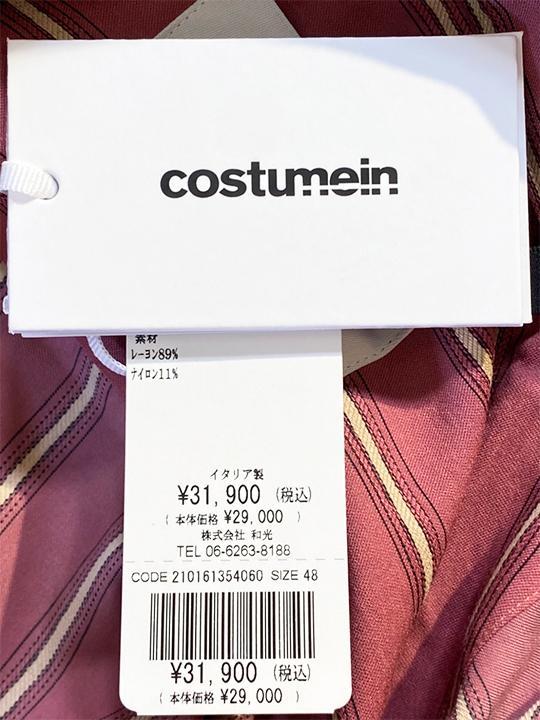 costumein
素材
レーヨン89%
ナイロン11%
イタリア製
¥31,900 (税込)
( 本体価格 ¥29,000 )
株式会社 和光
TEL 06-6263-8188
CODE 210161354060 SIZE 48
¥31,900 (税込)
( 本体価格 ¥29,000 )